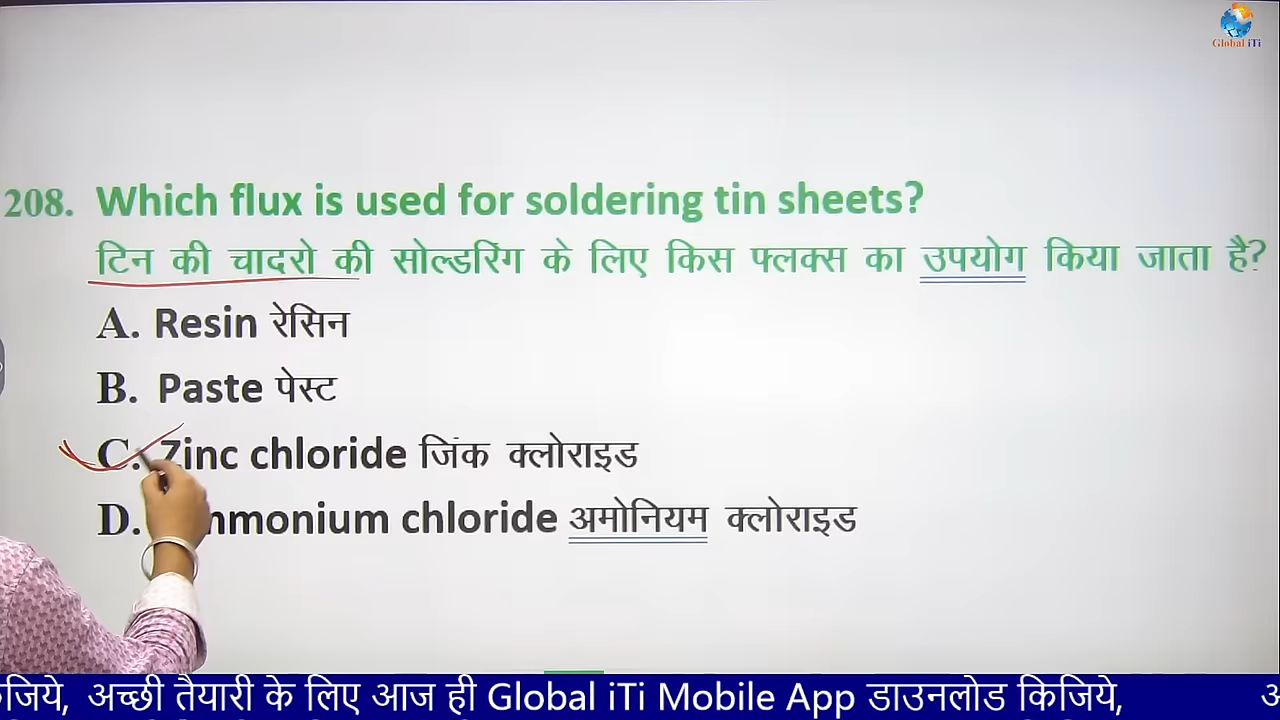 Global iTi
208. Which flux is used for soldering tin sheets?
टिन की चादरो की सोल्डरिंग के लिए किस फ्लक्स का उपयोग किया जाता है?
A. Resin रेसिन
B. Paste पेस्ट
C. Zinc chloride जिंक क्लोराइड
D. mmonium chloride अमोनियम क्लोराइड
अच्छी तैयारी के लिए आज ही Global iTi Mobile App डाउनलोड किजिये,